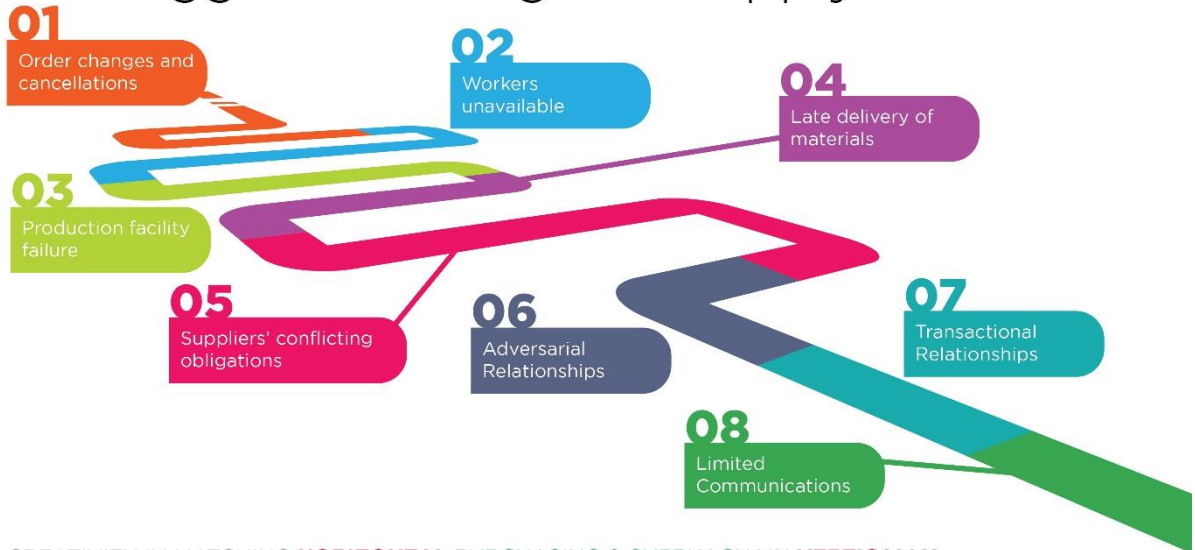 01
Order changes and
cancellations
02
Workers
unavailable
03
Production facility
failure
04
Late delivery of
materials
05
Suppliers' conflicting
obligations
06
Adversarial
Relationships
07
Transactional
Relationships
08
Limited
Communications